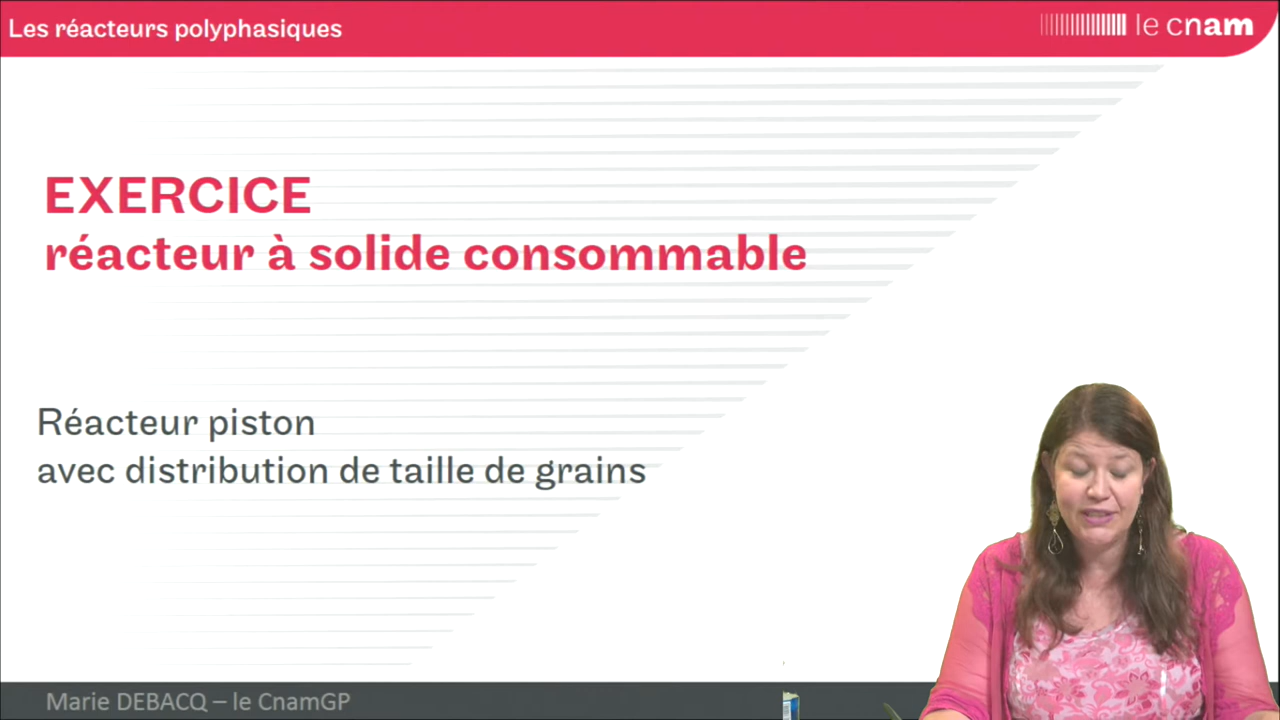 Les réacteurs polyphasiques
le cnam
EXERCICE
réacteur à solide consommable
Réacteur piston
avec distribution de taille de grains
Marie DEBACQ – le CnamGP